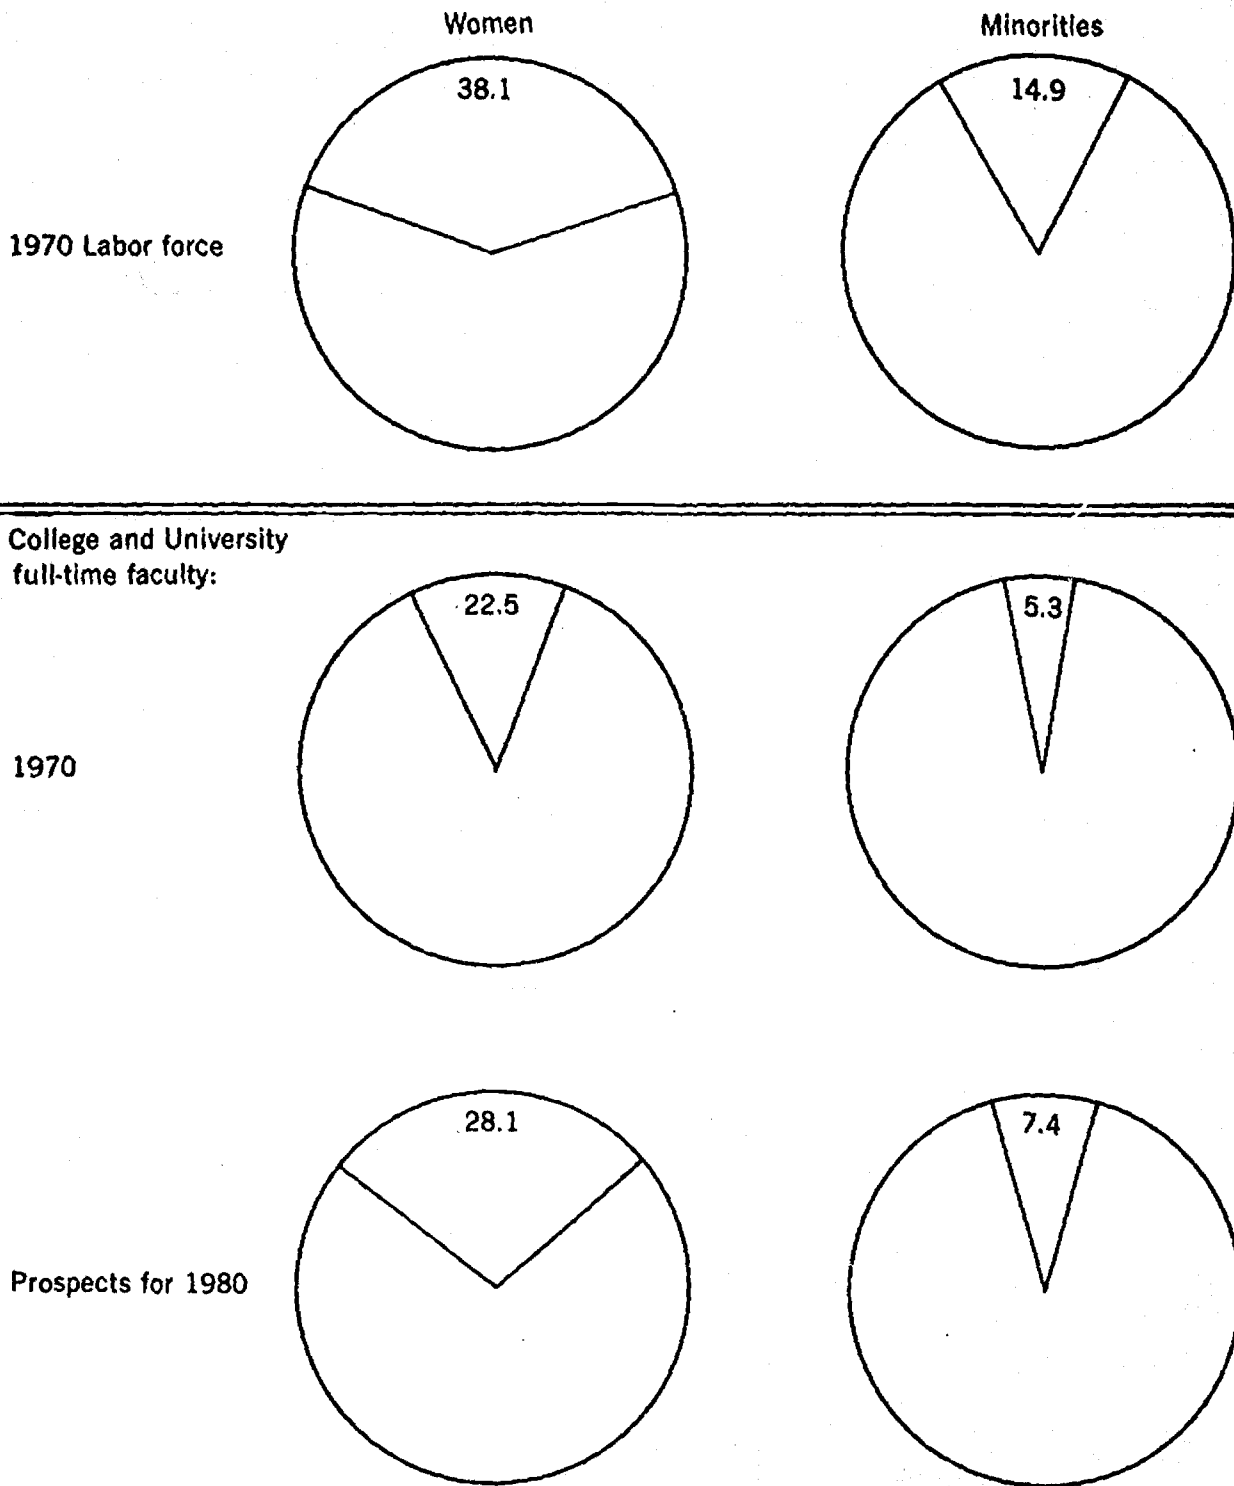 Women
Minorities
38.1
14.9
1970 Labor force
College and University
full-time faculty:
22.5
5.3
1970
28.1
7.4
Prospects for 1980